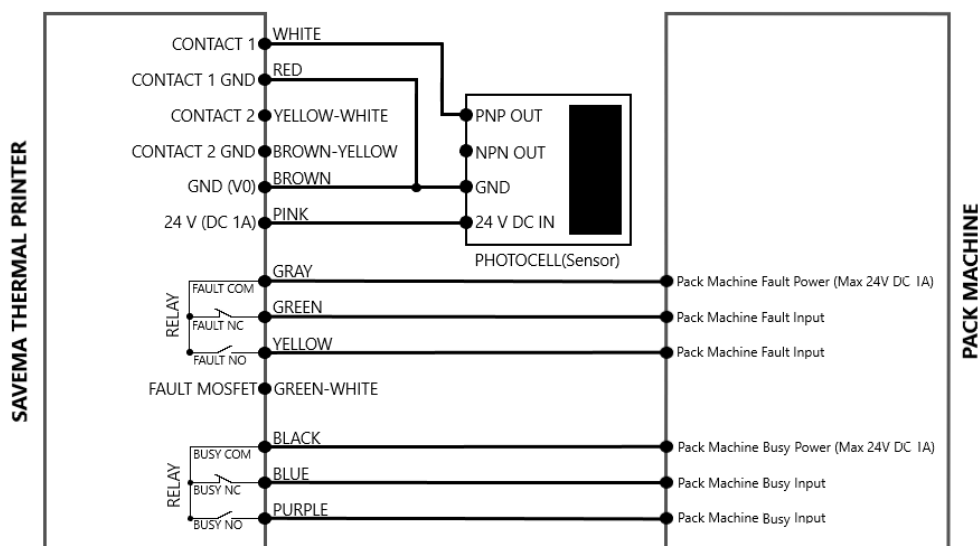 SAVEMA THERMAL PRINTER
CONTACT 1
WHITE
CONTACT 1 GND
RED
CONTACT 2
YELLOW-WHITE
CONTACT 2 GND
BROWN-YELLOW
GND (V0)
BROWN
24 V (DC 1A)
PINK
PNP OUT
NPN OUT
GND
24 V DC IN
PHOTOCELL(Sensor)
RELAY
FAULT COM
GRAY
Pack Machine Fault Power (Max 24V DC 1A)
FAULT NC
GREEN
Pack Machine Fault Input
FAULT NO
YELLOW
Pack Machine Fault Input
FAULT MOSFET
GREEN-WHITE
RELAY
BUSY COM
BLACK
Pack Machine Busy Power (Max 24V DC 1A)
BUSY NC
BLUE
Pack Machine Busy Input
BUSY NO
PURPLE
Pack Machine Busy Input
PACK MACHINE